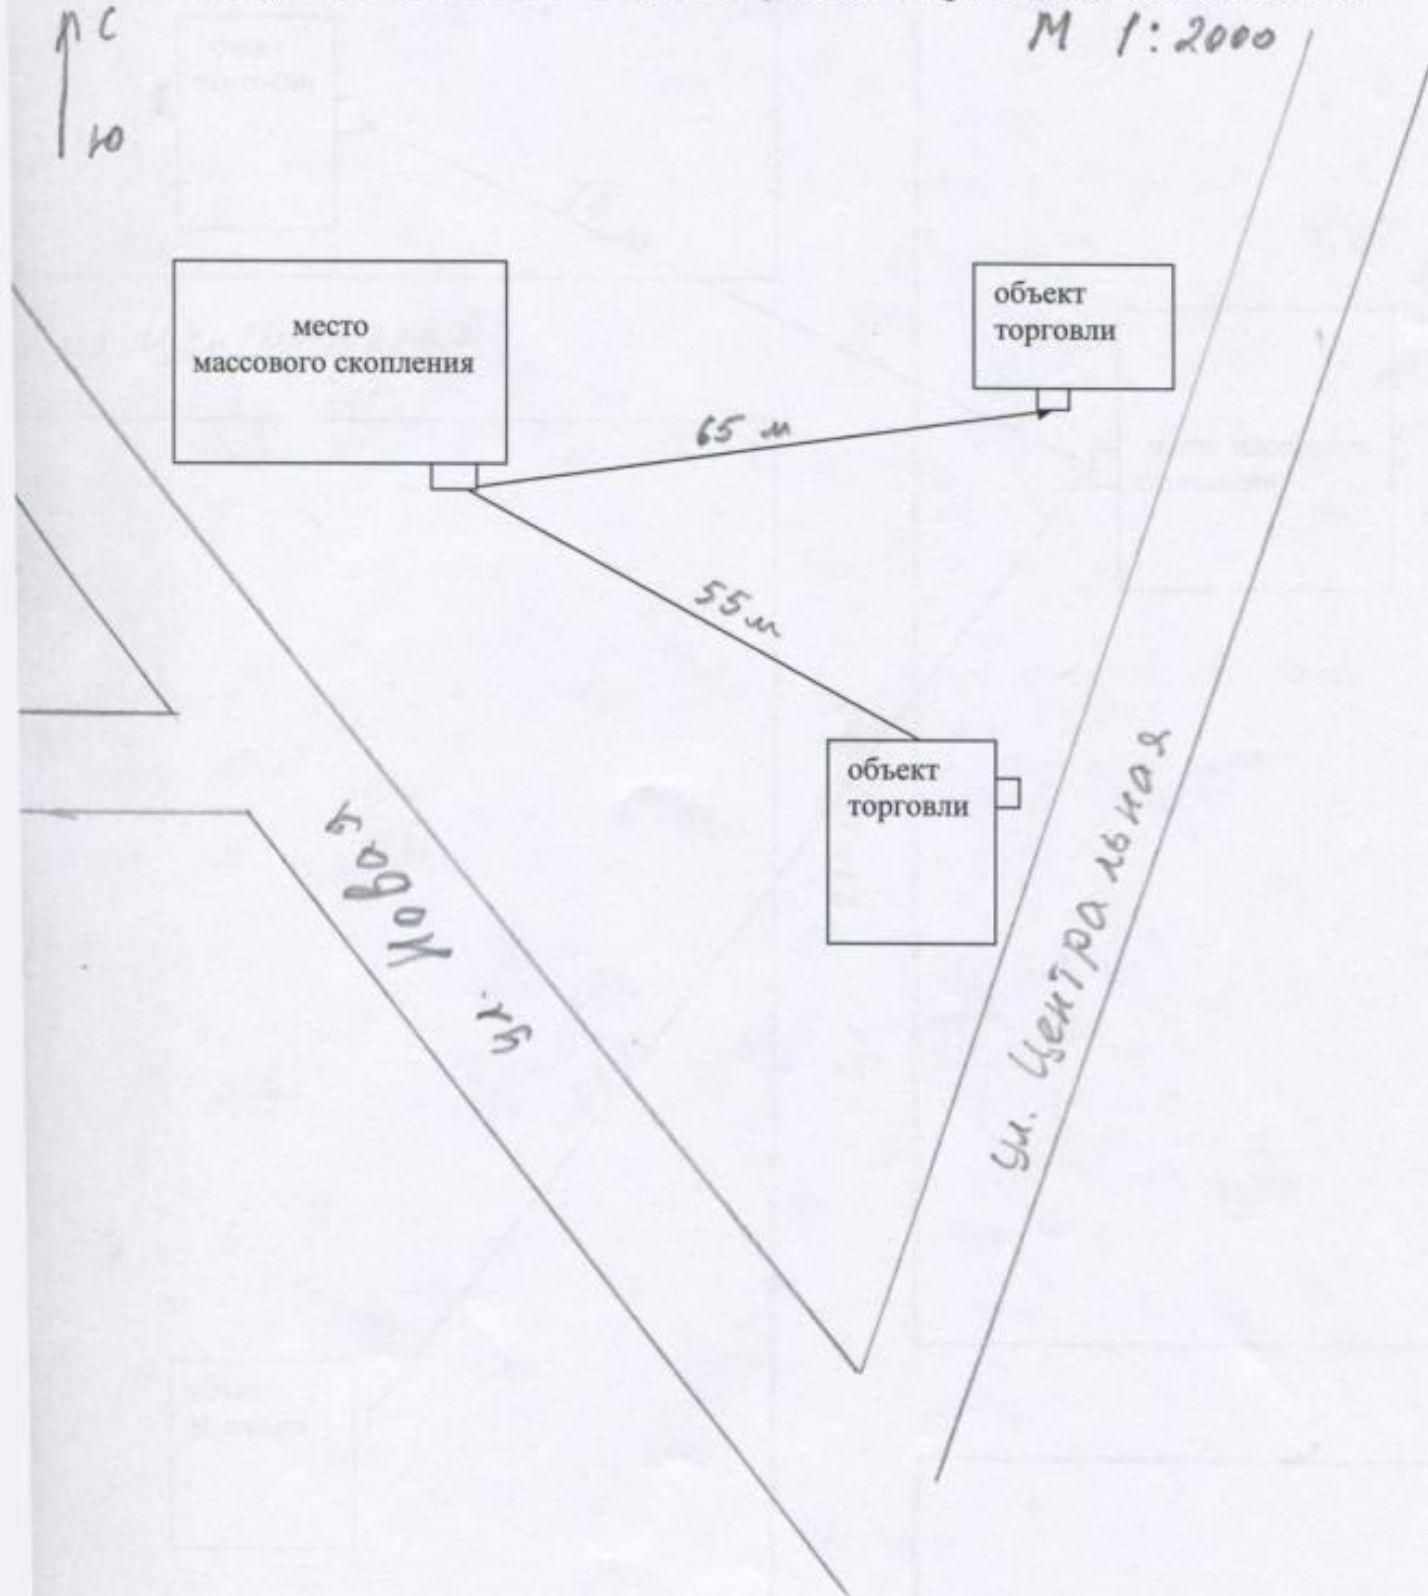 С
М 1:2000
Ю
место
массового скопления
объект
торговли
65 м
55 м
объект
торговли
ул. Новая
ул. Центральная